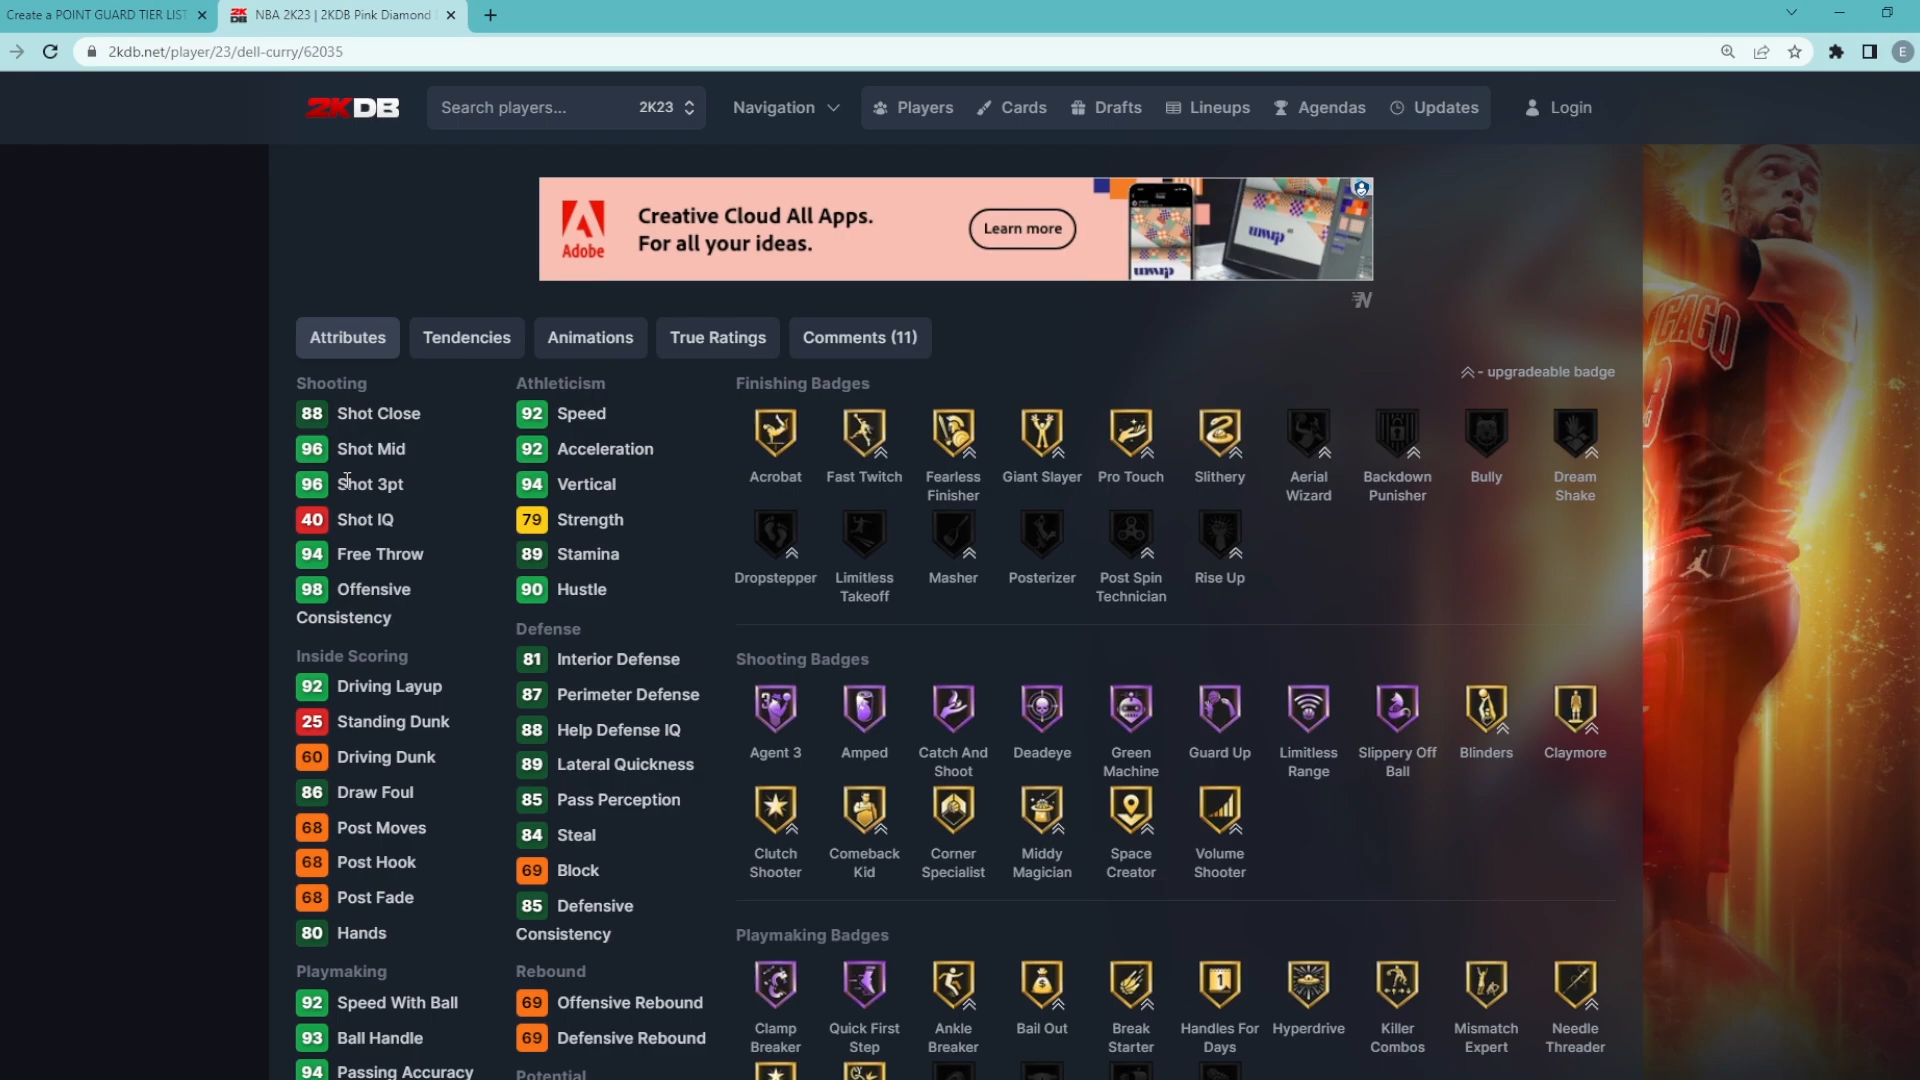 Create a POINT GUARD TIER LIST
NBA 2K23 | 2KDB Pink Diamond
2kdb.net/player/23/dell-curry/62035
E
2KDB
Search players...
2K23
Navigation
Players
Cards
Drafts
Lineups
Agendas
Updates
Login
Adobe
Creative Cloud All Apps.
For all your ideas.
Learn more
Attributes
Tendencies
Animations
True Ratings
Comments (11)
- upgradeable badge
Shooting
88 Shot Close
96 Shot Mid
96 Shot 3pt
40 Shot IQ
94 Free Throw
98 Offensive
Consistency
Inside Scoring
92 Driving Layup
25 Standing Dunk
60 Driving Dunk
86 Draw Foul
68 Post Moves
68 Post Hook
68 Post Fade
80 Hands
Playmaking
92 Speed With Ball
93 Ball Handle
94 Passing Accuracy
Athleticism
92 Speed
92 Acceleration
94 Vertical
79 Strength
89 Stamina
90 Hustle
Defense
81 Interior Defense
87 Perimeter Defense
88 Help Defense IQ
89 Lateral Quickness
85 Pass Perception
84 Steal
69 Block
85 Defensive
Consistency
Rebound
69 Offensive Rebound
69 Defensive Rebound
Potential
Finishing Badges
Acrobat
Fast Twitch
Fearless
Finisher
Giant Slayer
Pro Touch
Slithery
Aerial
Wizard
Backdown
Punisher
Bully
Dream
Shake
Dropstepper
Limitless
Takeoff
Masher
Posterizer
Post Spin
Technician
Rise Up
Shooting Badges
Agent 3
Amped
Catch And
Shoot
Deadeye
Green
Machine
Guard Up
Limitless
Range
Slippery Off
Ball
Blinders
Claymore
Clutch
Shooter
Comeback
Kid
Corner
Specialist
Middy
Magician
Space
Creator
Volume
Shooter
Playmaking Badges
Clamp
Breaker
Quick First
Step
Ankle
Breaker
Bail Out
Break
Starter
Handles For
Days
Hyperdrive
Killer
Combos
Mismatch
Expert
Needle
Threader